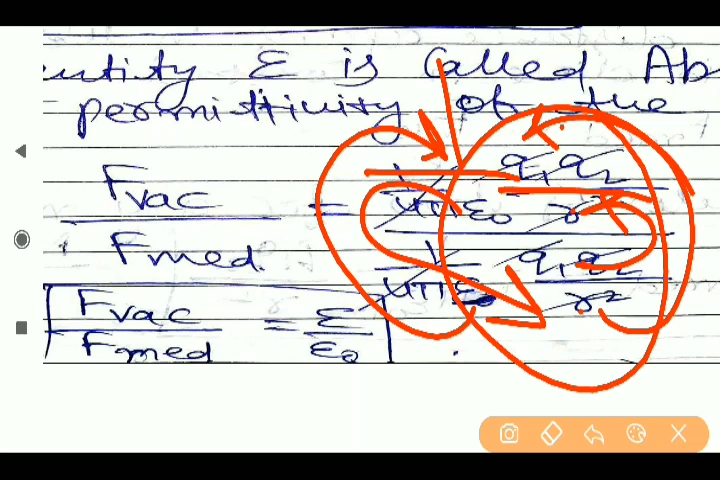 entity ε is called Ab
permittivity of the
Fvac / Fmed. = 1/4πε₀ q₁q₂/r² / 1/4πε q₁q₂/r²
Fvac / Fmed = ε/ε₀